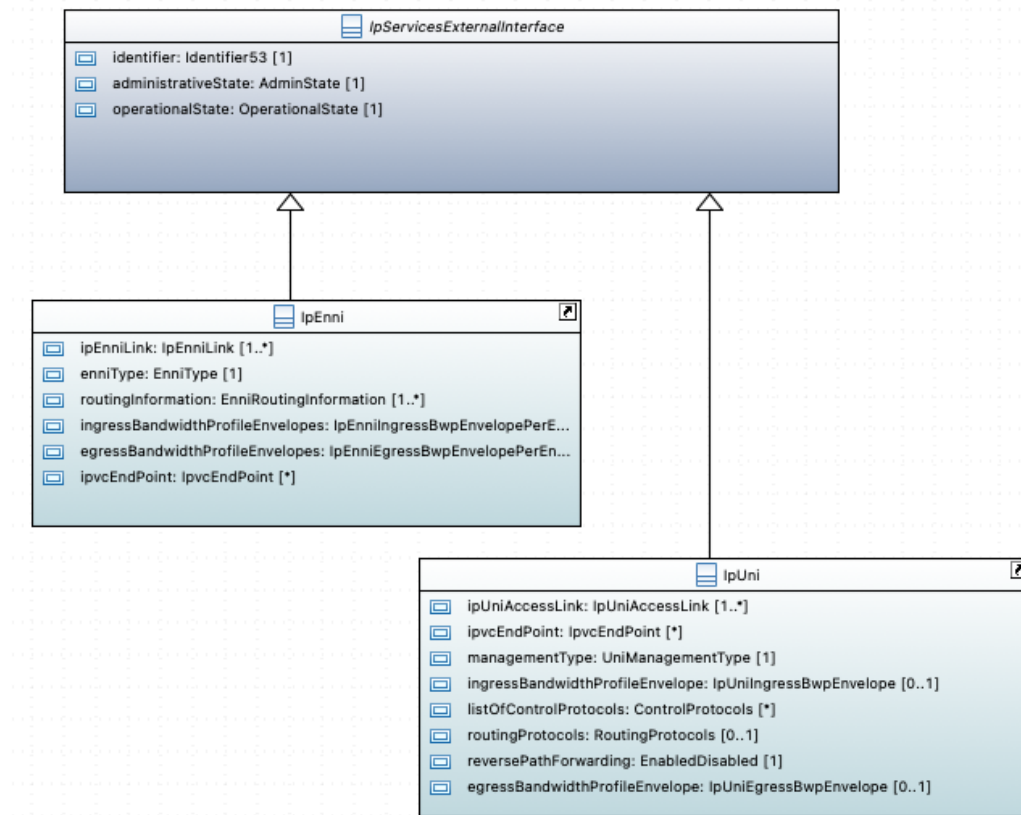 IpServicesExternalInterface
identifier: Identifier53 [1]
administrativeState: AdminState [1]
operationalState: OperationalState [1]
IpEnni
ipEnniLink: IpEnniLink [1..*]
enniType: EnniType [1]
routingInformation: EnniRoutingInformation [1..*]
ingressBandwidthProfileEnvelopes: IpEnniIngressBwpEnvelopePerE...
egressBandwidthProfileEnvelopes: IpEnniEgressBwpEnvelopePerEn...
ipvcEndPoint: IpvcEndPoint [*]
IpUni
ipUniAccessLink: IpUniAccessLink [1..*]
ipvcEndPoint: IpvcEndPoint [*]
managementType: UniManagementType [1]
ingressBandwidthProfileEnvelope: IpUniIngressBwpEnvelope [0..1]
listOfControlProtocols: ControlProtocols [*]
routingProtocols: RoutingProtocols [0..1]
reversePathForwarding: EnabledDisabled [1]
egressBandwidthProfileEnvelope: IpUniEgressBwpEnvelope [0..1]